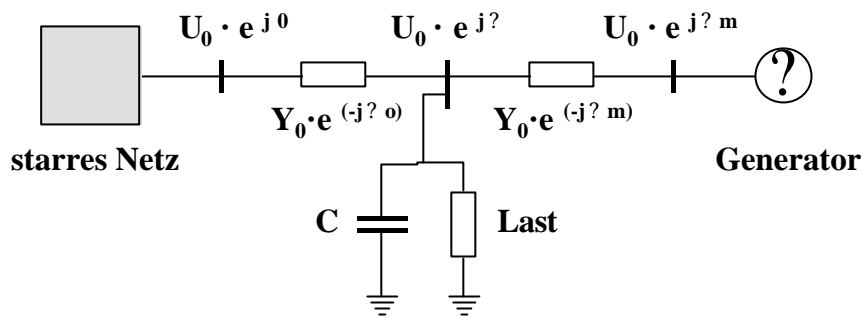 U₀ · e^(j 0) U₀ · e^(j ?) U₀ · e^(j ? m)
?
Y₀·e^(-j ? o) Y₀·e^(-j ? m)
starres Netz Generator
C Last